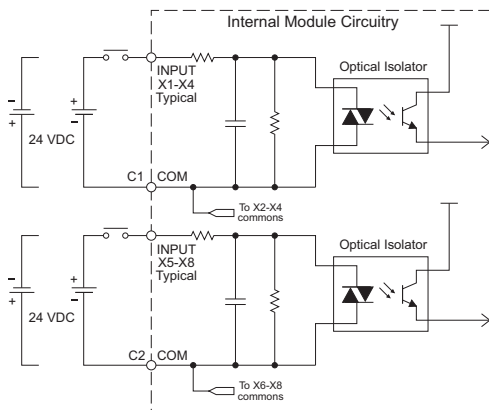 Internal Module Circuitry
INPUT
X1-X4
Typical
Optical Isolator
-
+
+
-
24 VDC
C1
COM
To X2-X4
commons
INPUT
X5-X8
Typical
Optical Isolator
-
+
+
-
24 VDC
C2
COM
To X6-X8
commons